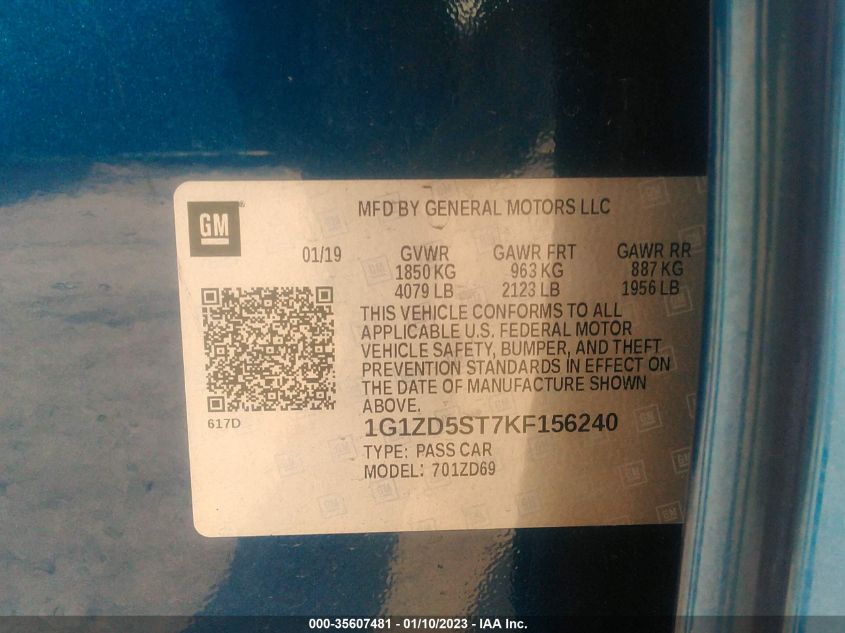 GM
MFD BY GENERAL MOTORS LLC
01/19 GVWR GAWR FRT GAWR RR
1850 KG 963 KG 887 KG
4079 LB 2123 LB 1956 LB
THIS VEHICLE CONFORMS TO ALL
APPLICABLE U.S. FEDERAL MOTOR
VEHICLE SAFETY, BUMPER, AND THEFT
PREVENTION STANDARDS IN EFFECT ON
THE DATE OF MANUFACTURE SHOWN
ABOVE.
617D
1G1ZD5ST7KF156240
TYPE: PASS CAR
MODEL: 701ZD69
000-35607481 - 01/10/2023 - IAA Inc.